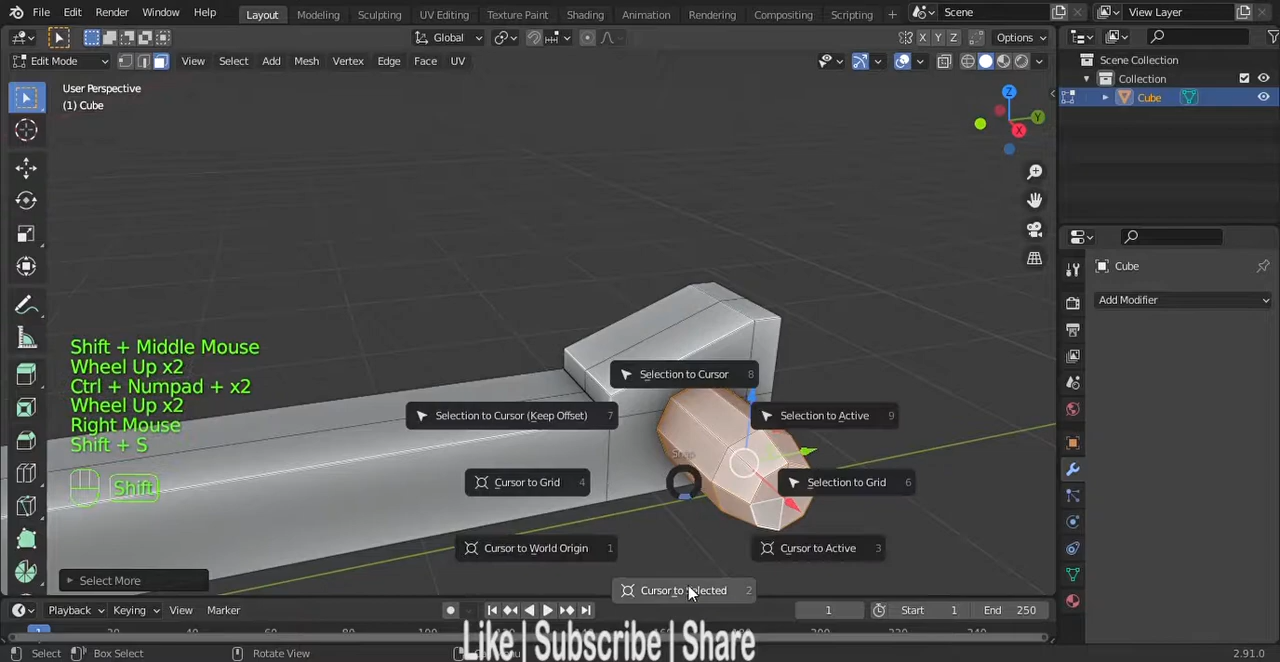 File Edit Render Window Help Layout Modeling Sculpting UV Editing Texture Paint Shading Animation Rendering Compositing Scripting + Scene View Layer
Global X Y Z Options
Edit Mode View Select Add Mesh Vertex Edge Face UV
User Perspective
(1) Cube
Scene Collection
Collection
Cube
Z
Y
X
Cube
Add Modifier
Shift + Middle Mouse
Wheel Up x2
Ctrl + Numpad + x2
Wheel Up x2
Right Mouse
Shift + S
Shift
Selection to Cursor 8
Selection to Cursor (Keep Offset) 7
Selection to Active 9
Snap
Cursor to Grid 4
Selection to Grid 6
Cursor to World Origin 1
Cursor to Active 3
Cursor to Selected 2
Select More
Playback Keying View Marker 1 Start 1 End 250
1
Like | Subscribe | Share
Select Box Select Rotate View 2.91.0